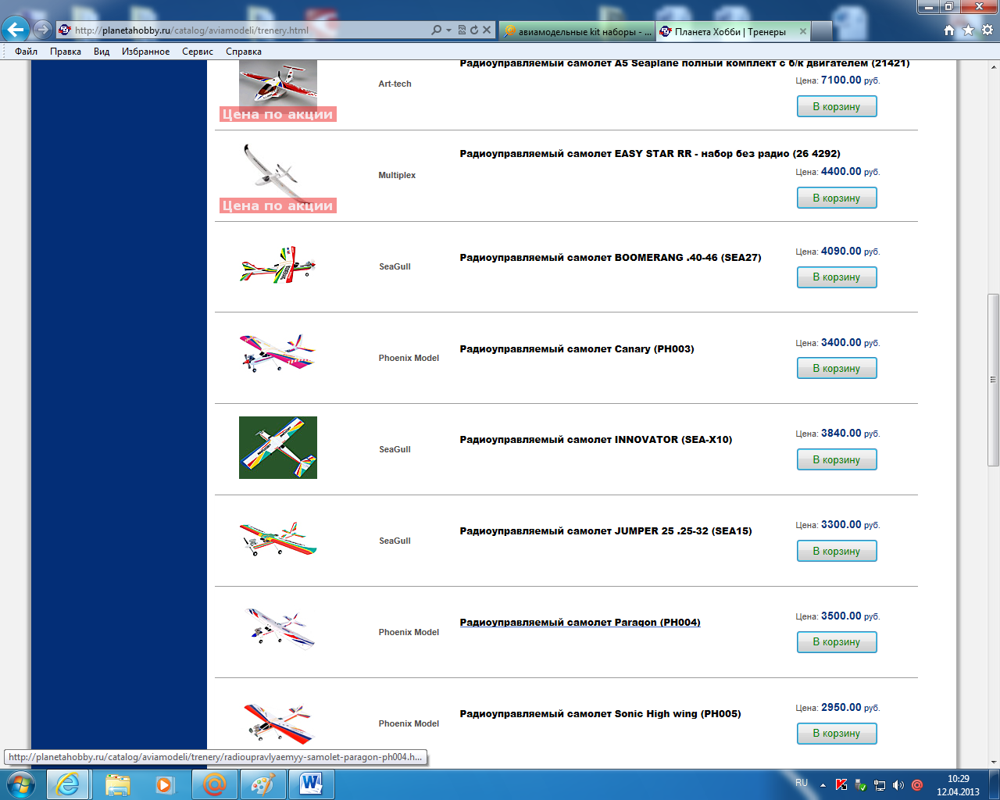 http://planetahobby.ru/catalog/aviamodeli/trenery.html
авиамодельные kit наборы - ...
Планета Хобби | Тренеры
Файл Правка Вид Избранное Сервис Справка
Радиоуправляемый самолет A5 Seaplane полный комплект с б/к двигателем (21421)
Art-tech
Цена: 7100.00 руб.
В корзину
Цена по акции
Радиоуправляемый самолет EASY STAR RR - набор без радио (26 4292)
Multiplex
Цена: 4400.00 руб.
В корзину
Цена по акции
SeaGull
Радиоуправляемый самолет BOOMERANG .40-46 (SEA27)
Цена: 4090.00 руб.
В корзину
Phoenix Model
Радиоуправляемый самолет Canary (PH003)
Цена: 3400.00 руб.
В корзину
SeaGull
Радиоуправляемый самолет INNOVATOR (SEA-X10)
Цена: 3840.00 руб.
В корзину
SeaGull
Радиоуправляемый самолет JUMPER 25 .25-32 (SEA15)
Цена: 3300.00 руб.
В корзину
Phoenix Model
Радиоуправляемый самолет Paragon (PH004)
Цена: 3500.00 руб.
В корзину
Phoenix Model
Радиоуправляемый самолет Sonic High wing (PH005)
Цена: 2950.00 руб.
В корзину
http://planetahobby.ru/catalog/aviamodeli/trenery/radioupravlyaemyy-samolet-paragon-ph004.h...
RU
10:29
12.04.2013